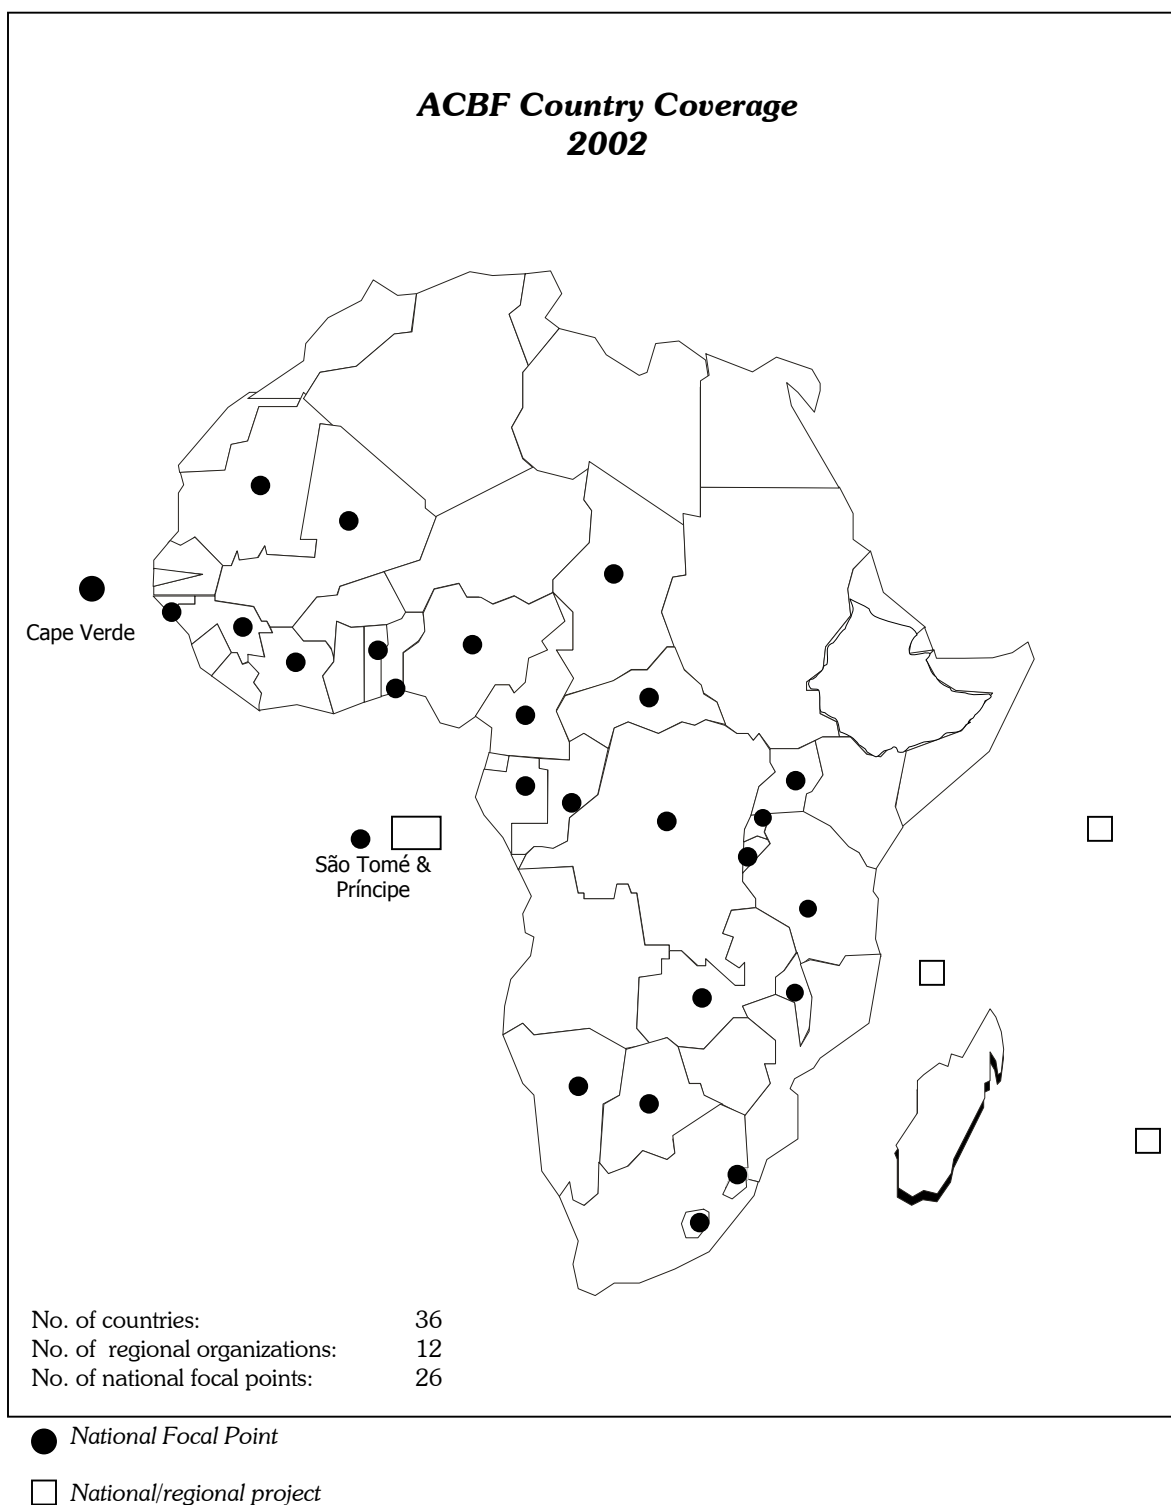 ACBF Country Coverage
2002
Cape Verde
São Tomé &
Príncipe
No. of countries: 36
No. of regional organizations: 12
No. of national focal points: 26
National Focal Point
National/regional project